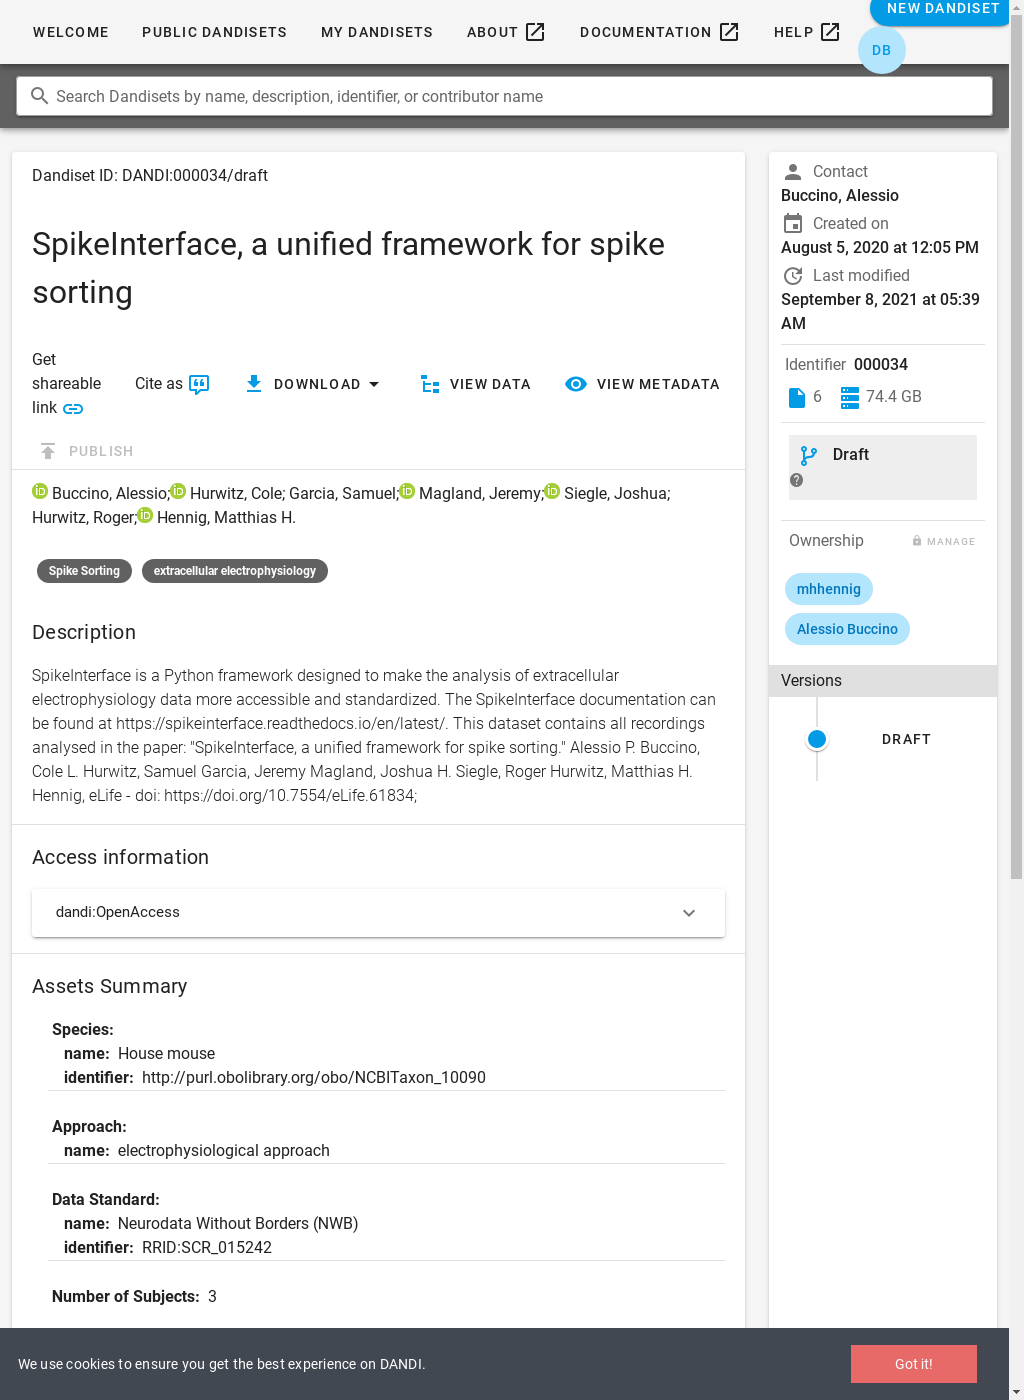 WELCOME PUBLIC DANDISETS MY DANDISETS ABOUT DOCUMENTATION HELP NEW DANDISET
DB
Search Dandisets by name, description, identifier, or contributor name
Dandiset ID: DANDI:000034/draft
SpikeInterface, a unified framework for spike
sorting
Get
shareable
link
Cite as
DOWNLOAD
VIEW DATA
VIEW METADATA
PUBLISH
iD Buccino, Alessio; iD Hurwitz, Cole; Garcia, Samuel; iD Magland, Jeremy; iD Siegle, Joshua;
Hurwitz, Roger; iD Hennig, Matthias H.
Spike Sorting extracellular electrophysiology
Description
SpikeInterface is a Python framework designed to make the analysis of extracellular
electrophysiology data more accessible and standardized. The SpikeInterface documentation can
be found at https://spikeinterface.readthedocs.io/en/latest/. This dataset contains all recordings
analysed in the paper: "SpikeInterface, a unified framework for spike sorting." Alessio P. Buccino,
Cole L. Hurwitz, Samuel Garcia, Jeremy Magland, Joshua H. Siegle, Roger Hurwitz, Matthias H.
Hennig, eLife - doi: https://doi.org/10.7554/eLife.61834;
Access information
dandi:OpenAccess
Assets Summary
Species:
name: House mouse
identifier: http://purl.obolibrary.org/obo/NCBITaxon_10090
Approach:
name: electrophysiological approach
Data Standard:
name: Neurodata Without Borders (NWB)
identifier: RRID:SCR_015242
Number of Subjects: 3
Contact
Buccino, Alessio
Created on
August 5, 2020 at 12:05 PM
Last modified
September 8, 2021 at 05:39
AM
Identifier 000034
6 74.4 GB
Draft
?
Ownership MANAGE
mhhennig
Alessio Buccino
Versions
DRAFT
We use cookies to ensure you get the best experience on DANDI. Got it!